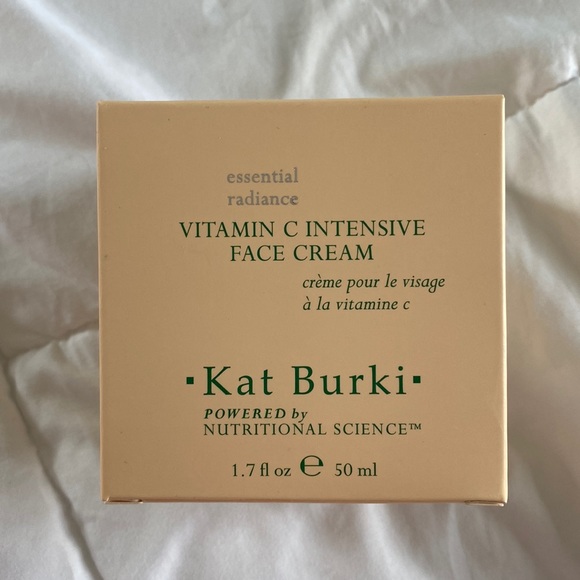 essential
radiance
VITAMIN C INTENSIVE
FACE CREAM
crème pour le visage
à la vitamine c
▪Kat Burki▪
POWERED by
NUTRITIONAL SCIENCE™
1.7 fl oz ℮ 50 ml